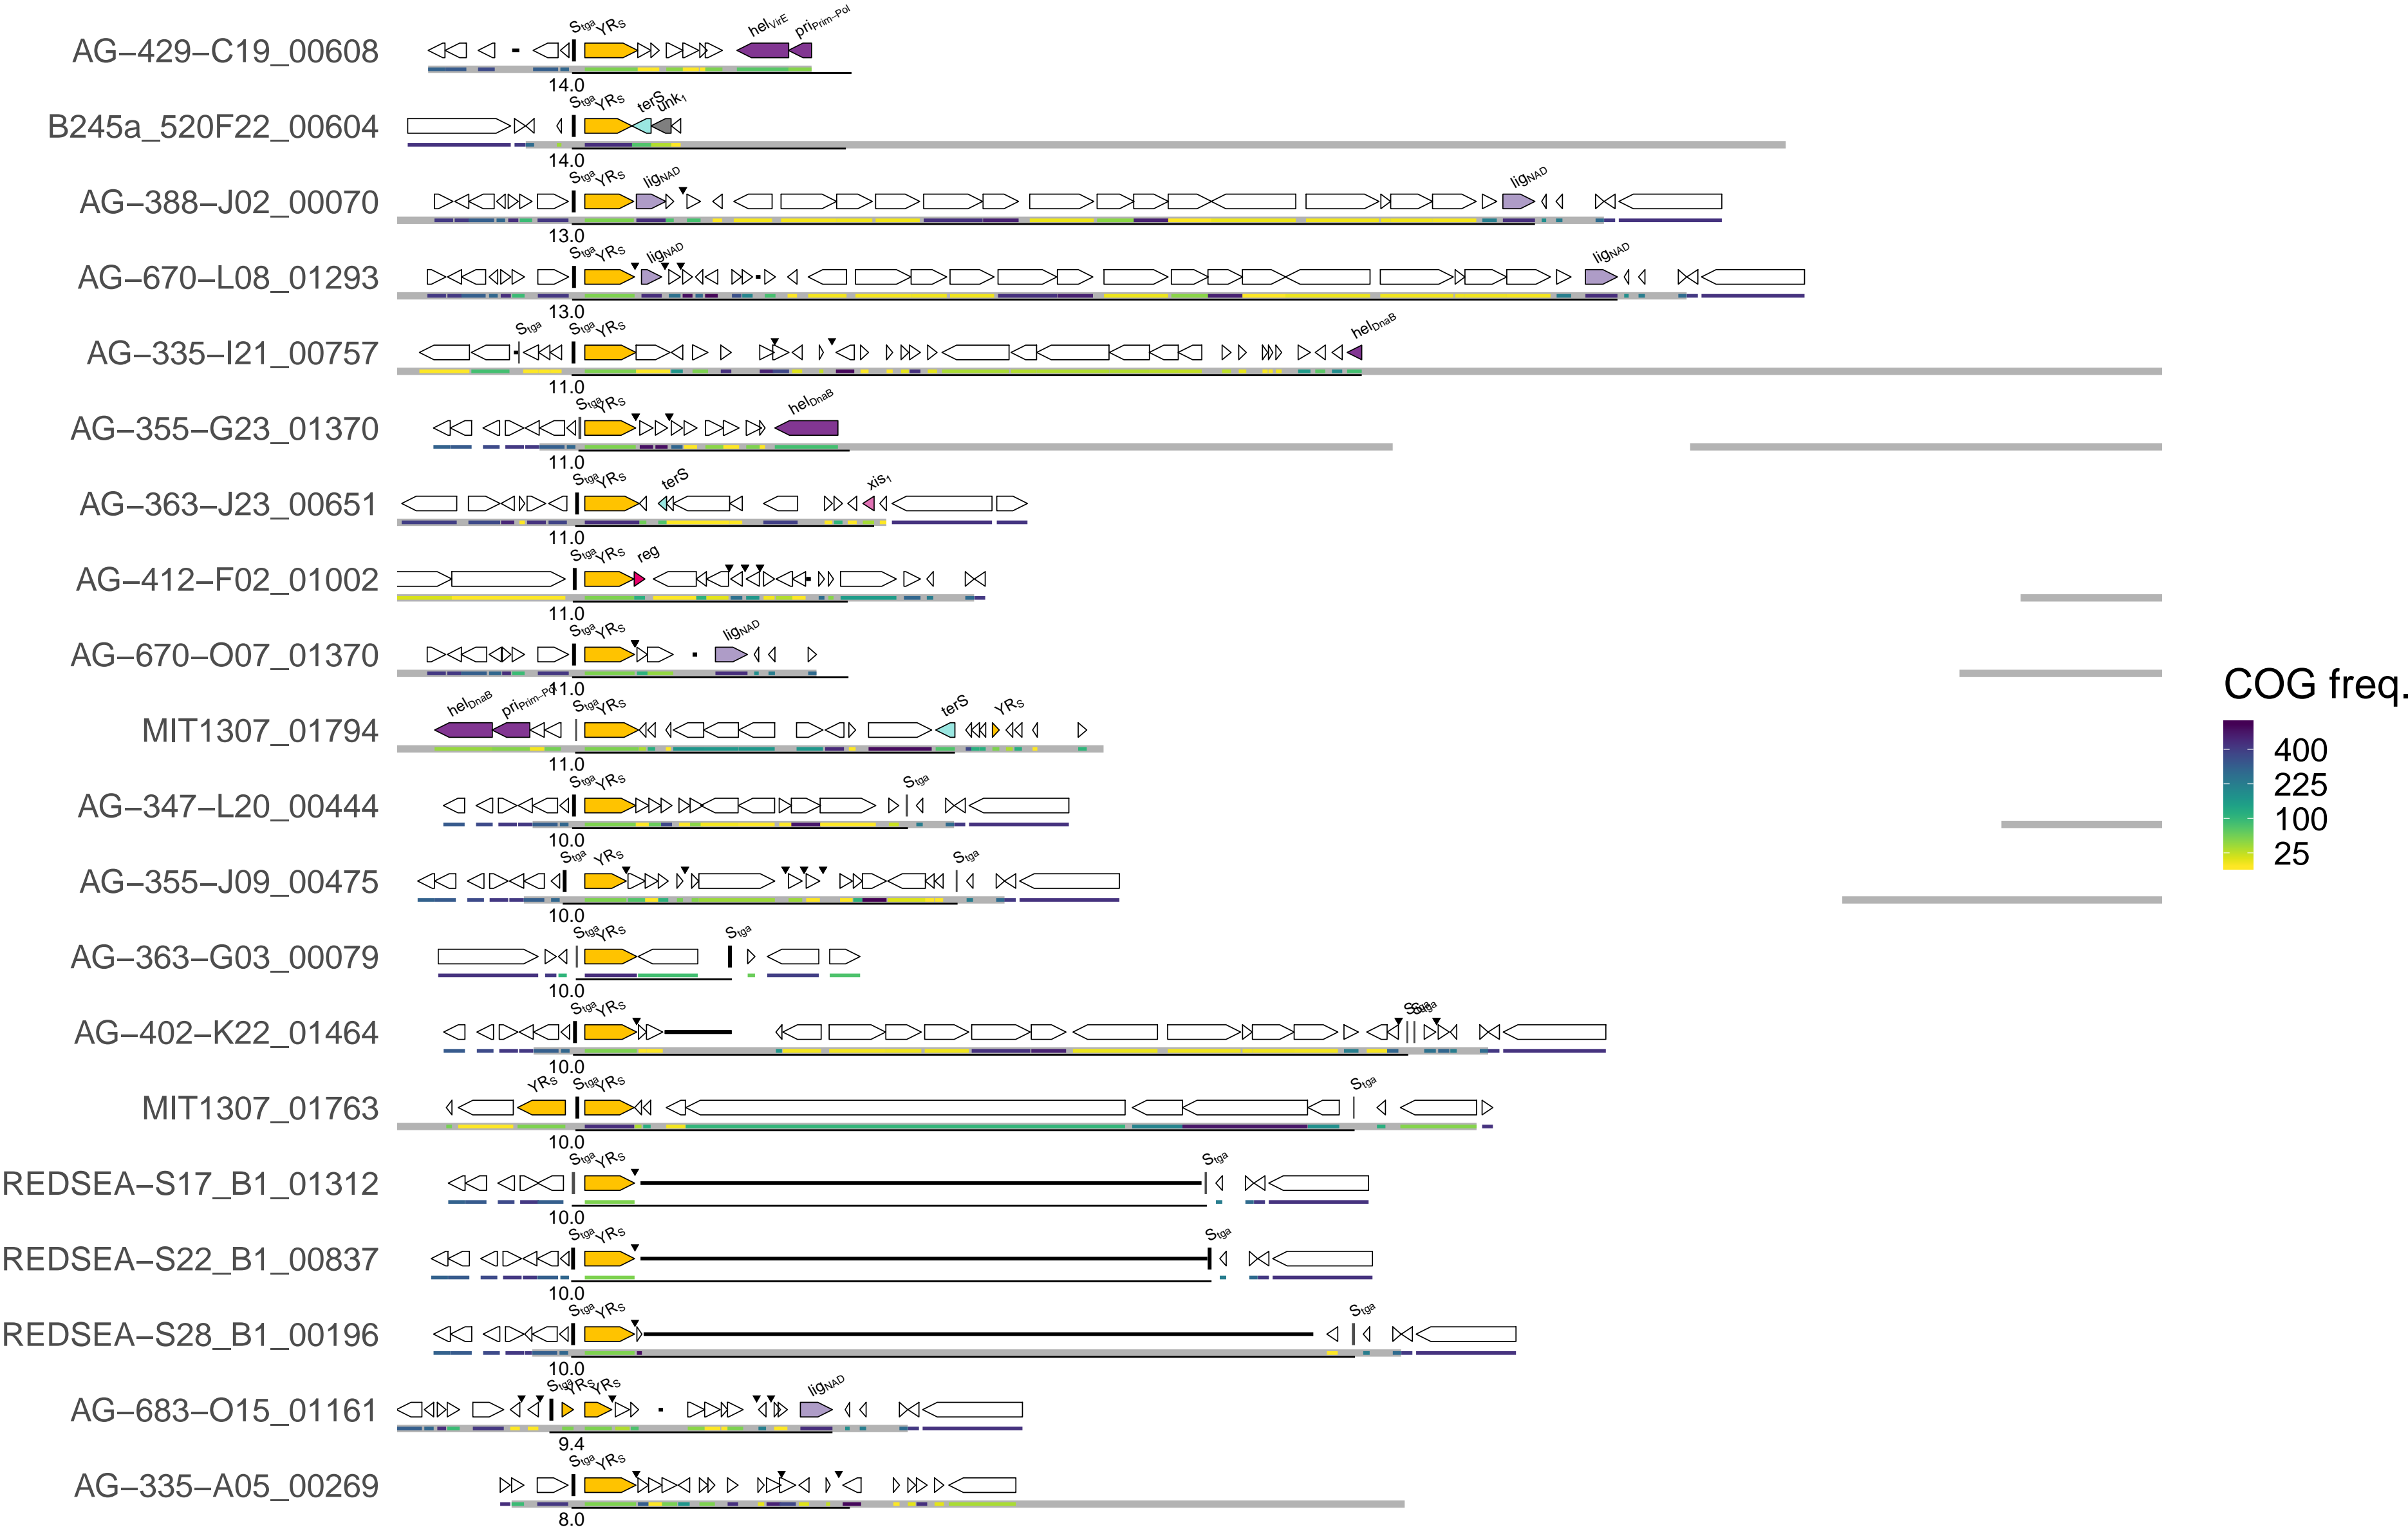 S_tga YR_S hel_VirE pri_Prim–Pol
AG–429–C19_00608
14.0
S_tga YR_S terS unk_1
B245a_520F22_00604
14.0
S_tga YR_S lig_NAD lig_NAD
AG–388–J02_00070
13.0
S_tga YR_S lig_NAD lig_NAD
AG–670–L08_01293
13.0
S_tga S_tga YR_S hel_DnaB
AG–335–I21_00757
11.0
S_tga YR_S hel_DnaB
AG–355–G23_01370
11.0
S_tga YR_S terS xis_1
AG–363–J23_00651
11.0
S_tga YR_S reg
AG–412–F02_01002
11.0
S_tga YR_S lig_NAD
AG–670–O07_01370
11.0
hel_DnaB pri_Prim–Pol S_tga YR_S terS YR_S
MIT1307_01794
11.0
S_tga YR_S S_tga
AG–347–L20_00444
10.0
S_tga YR_S S_tga
AG–355–J09_00475
10.0
S_tga YR_S S_tga
AG–363–G03_00079
10.0
S_tga YR_S S_tga S_tga
AG–402–K22_01464
10.0
YR_S S_tga YR_S S_tga
MIT1307_01763
10.0
S_tga YR_S S_tga
REDSEA–S17_B1_01312
10.0
S_tga YR_S S_tga
REDSEA–S22_B1_00837
10.0
S_tga YR_S S_tga
REDSEA–S28_B1_00196
10.0
S_tga YR_S YR_S lig_NAD
AG–683–O15_01161
9.4
S_tga YR_S
AG–335–A05_00269
8.0
COG freq.
400
225
100
25